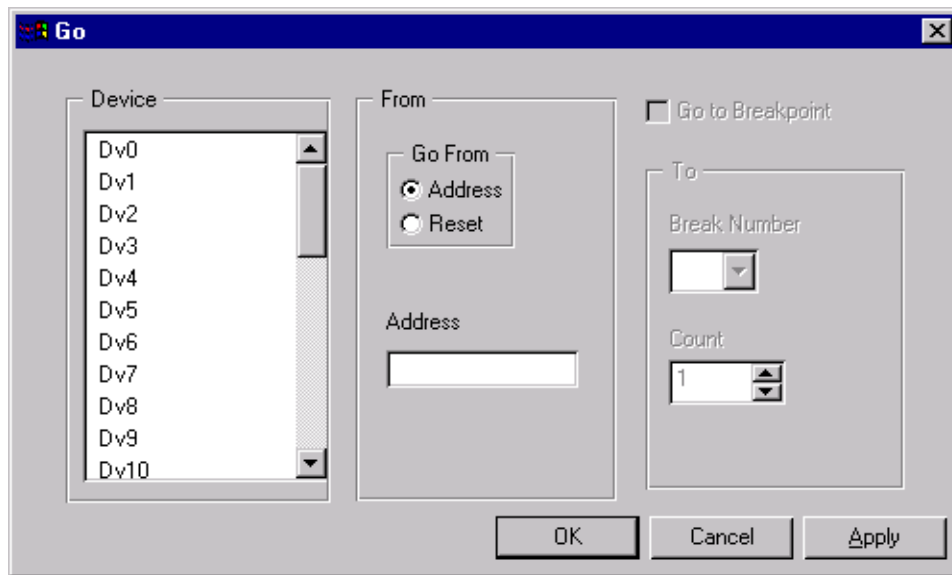 Go
Device
Dv0
Dv1
Dv2
Dv3
Dv4
Dv5
Dv6
Dv7
Dv8
Dv9
Dv10
From
Go From
Address
Reset
Address
Go to Breakpoint
To
Break Number
Count
1
OK
Cancel
Apply